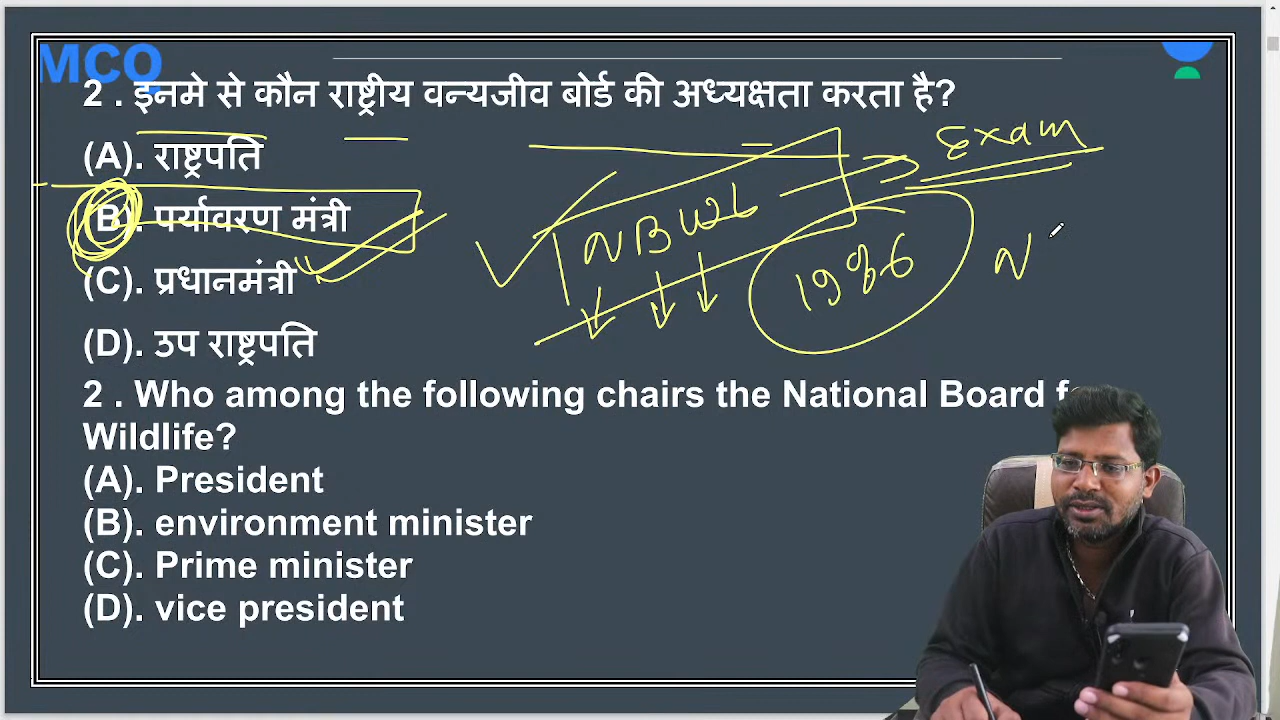 MCQ
2 . इनमे से कौन राष्ट्रीय वन्यजीव बोर्ड की अध्यक्षता करता है?
(A). राष्ट्रपति
Exam
(B). पर्यावरण मंत्री
NBWL
(C). प्रधानमंत्री
1986
N
(D). उप राष्ट्रपति
2 . Who among the following chairs the National Board
Wildlife?
(A). President
(B). environment minister
(C). Prime minister
(D). vice president